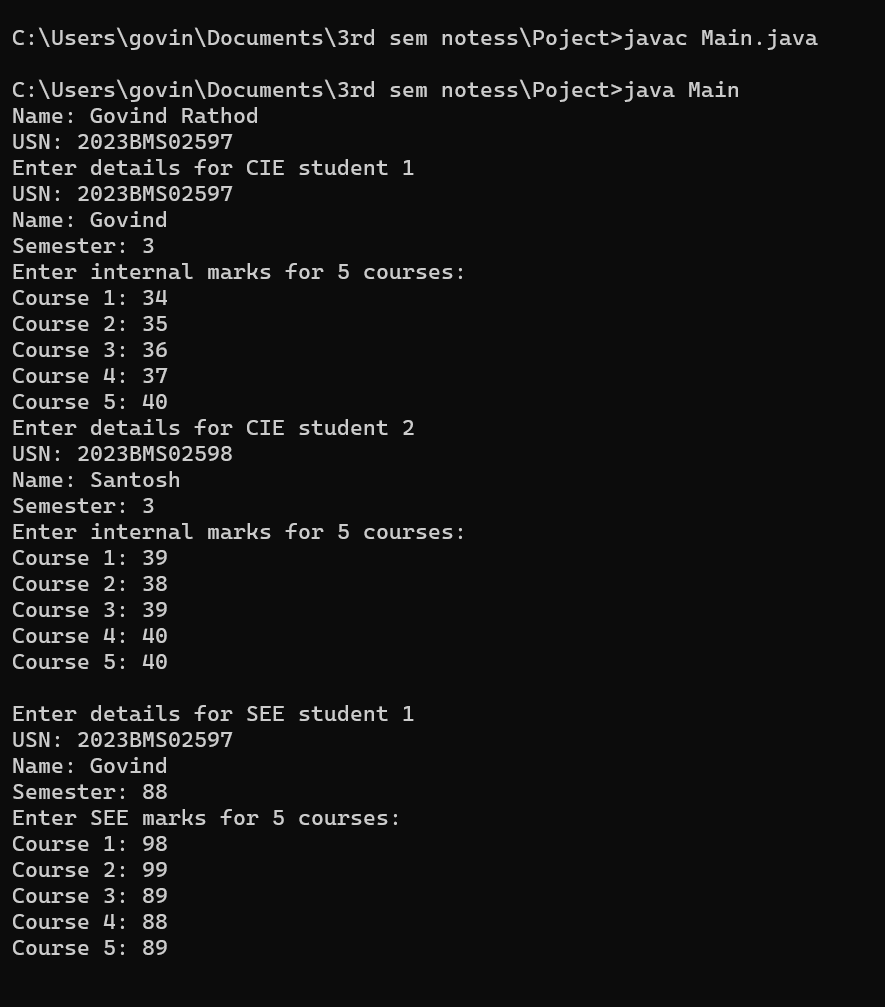 C:\Users\govin\Documents\3rd sem notess\Poject>javac Main.java
C:\Users\govin\Documents\3rd sem notess\Poject>java Main
Name: Govind Rathod
USN: 2023BMS02597
Enter details for CIE student 1
USN: 2023BMS02597
Name: Govind
Semester: 3
Enter internal marks for 5 courses:
Course 1: 34
Course 2: 35
Course 3: 36
Course 4: 37
Course 5: 40
Enter details for CIE student 2
USN: 2023BMS02598
Name: Santosh
Semester: 3
Enter internal marks for 5 courses:
Course 1: 39
Course 2: 38
Course 3: 39
Course 4: 40
Course 5: 40
Enter details for SEE student 1
USN: 2023BMS02597
Name: Govind
Semester: 88
Enter SEE marks for 5 courses:
Course 1: 98
Course 2: 99
Course 3: 89
Course 4: 88
Course 5: 89